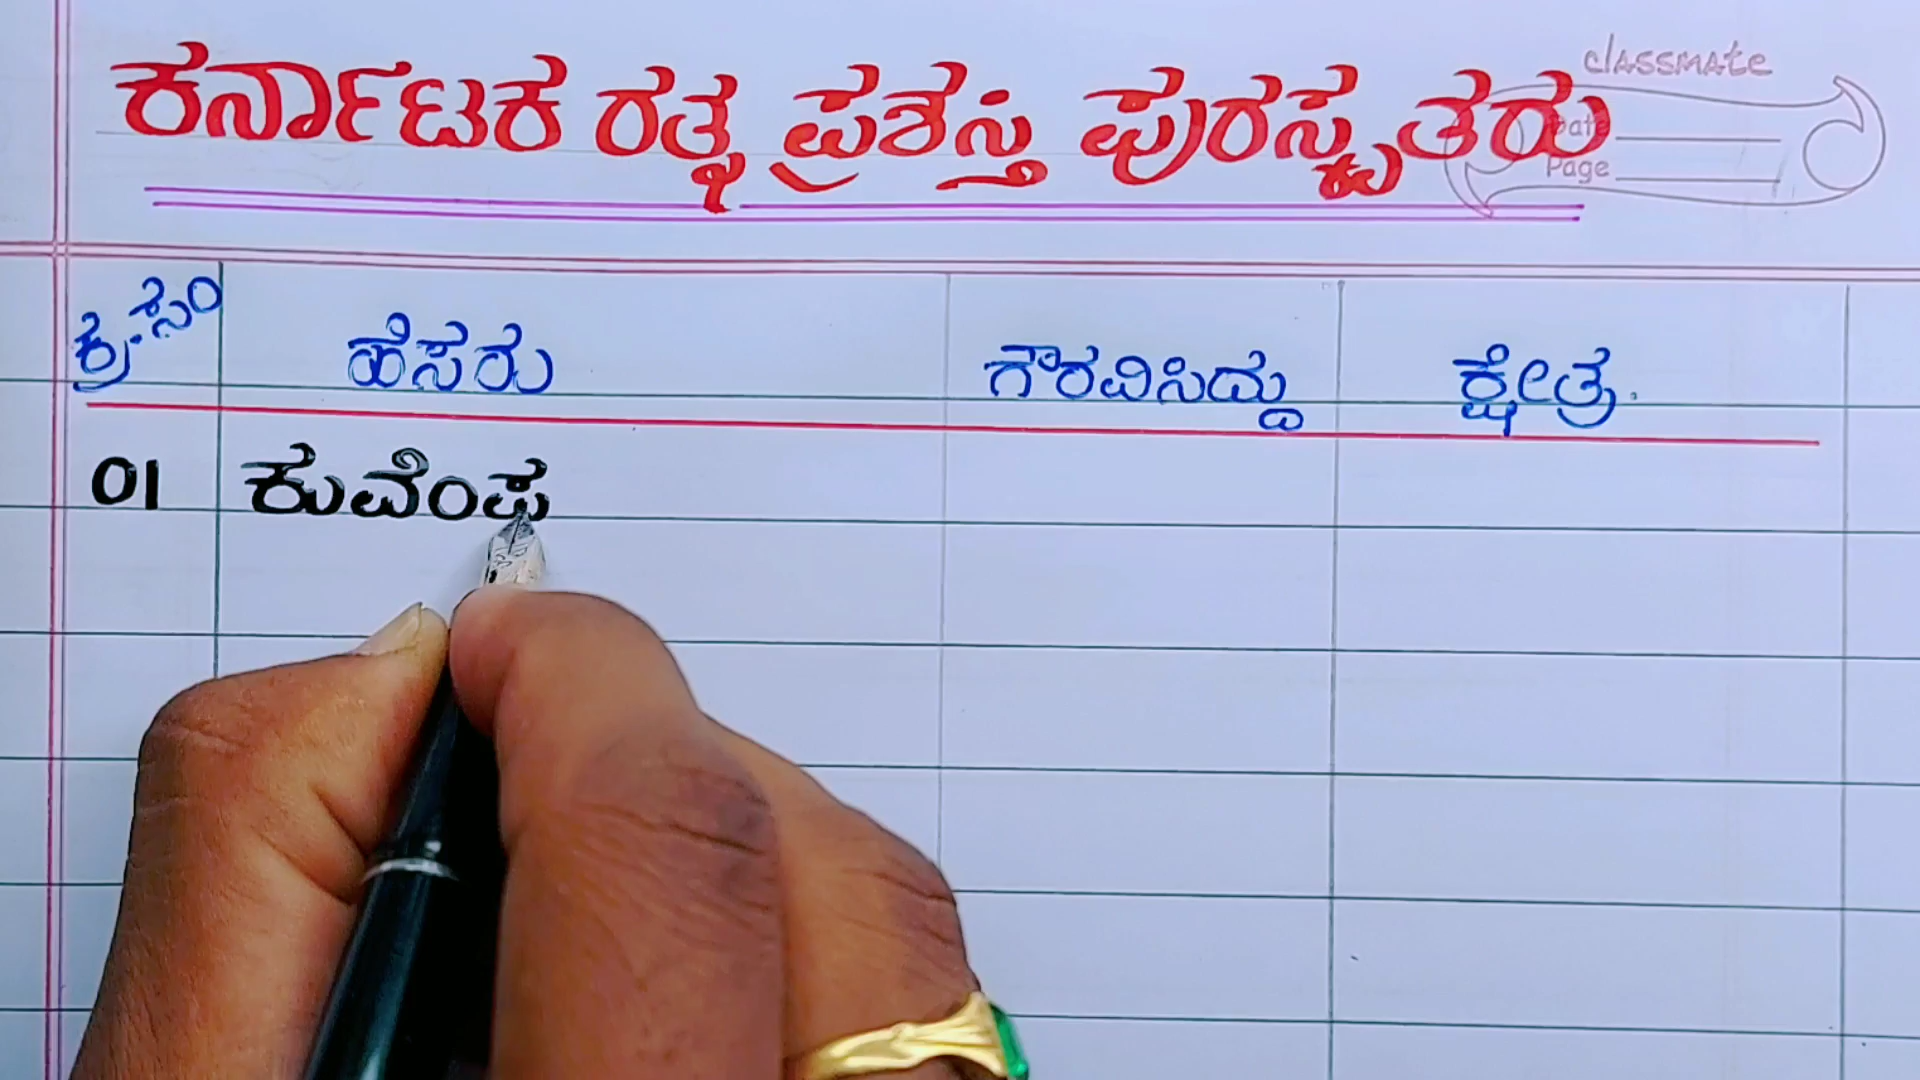 classmate
ಕರ್ನಾಟಕ ರತ್ನ ಪ್ರಶಸ್ತಿ ಪುರಸ್ಕೃತರು
Date
Page
ಕ್ರ.ಸಂ ಹೆಸರು ಗೌರವಿಸಿದ್ದು ಕ್ಷೇತ್ರ.
01 ಕುವೆಂಪ